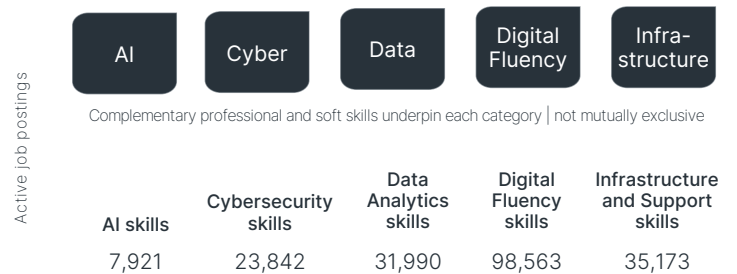 AI
Cyber
Data
Digital
Fluency
Infra-
structure
Complementary professional and soft skills underpin each category | not mutually exclusive
Active job postings
AI skills
Cybersecurity
skills
Data
Analytics
skills
Digital
Fluency
skills
Infrastructure
and Support
skills
7,921
23,842
31,990
98,563
35,173